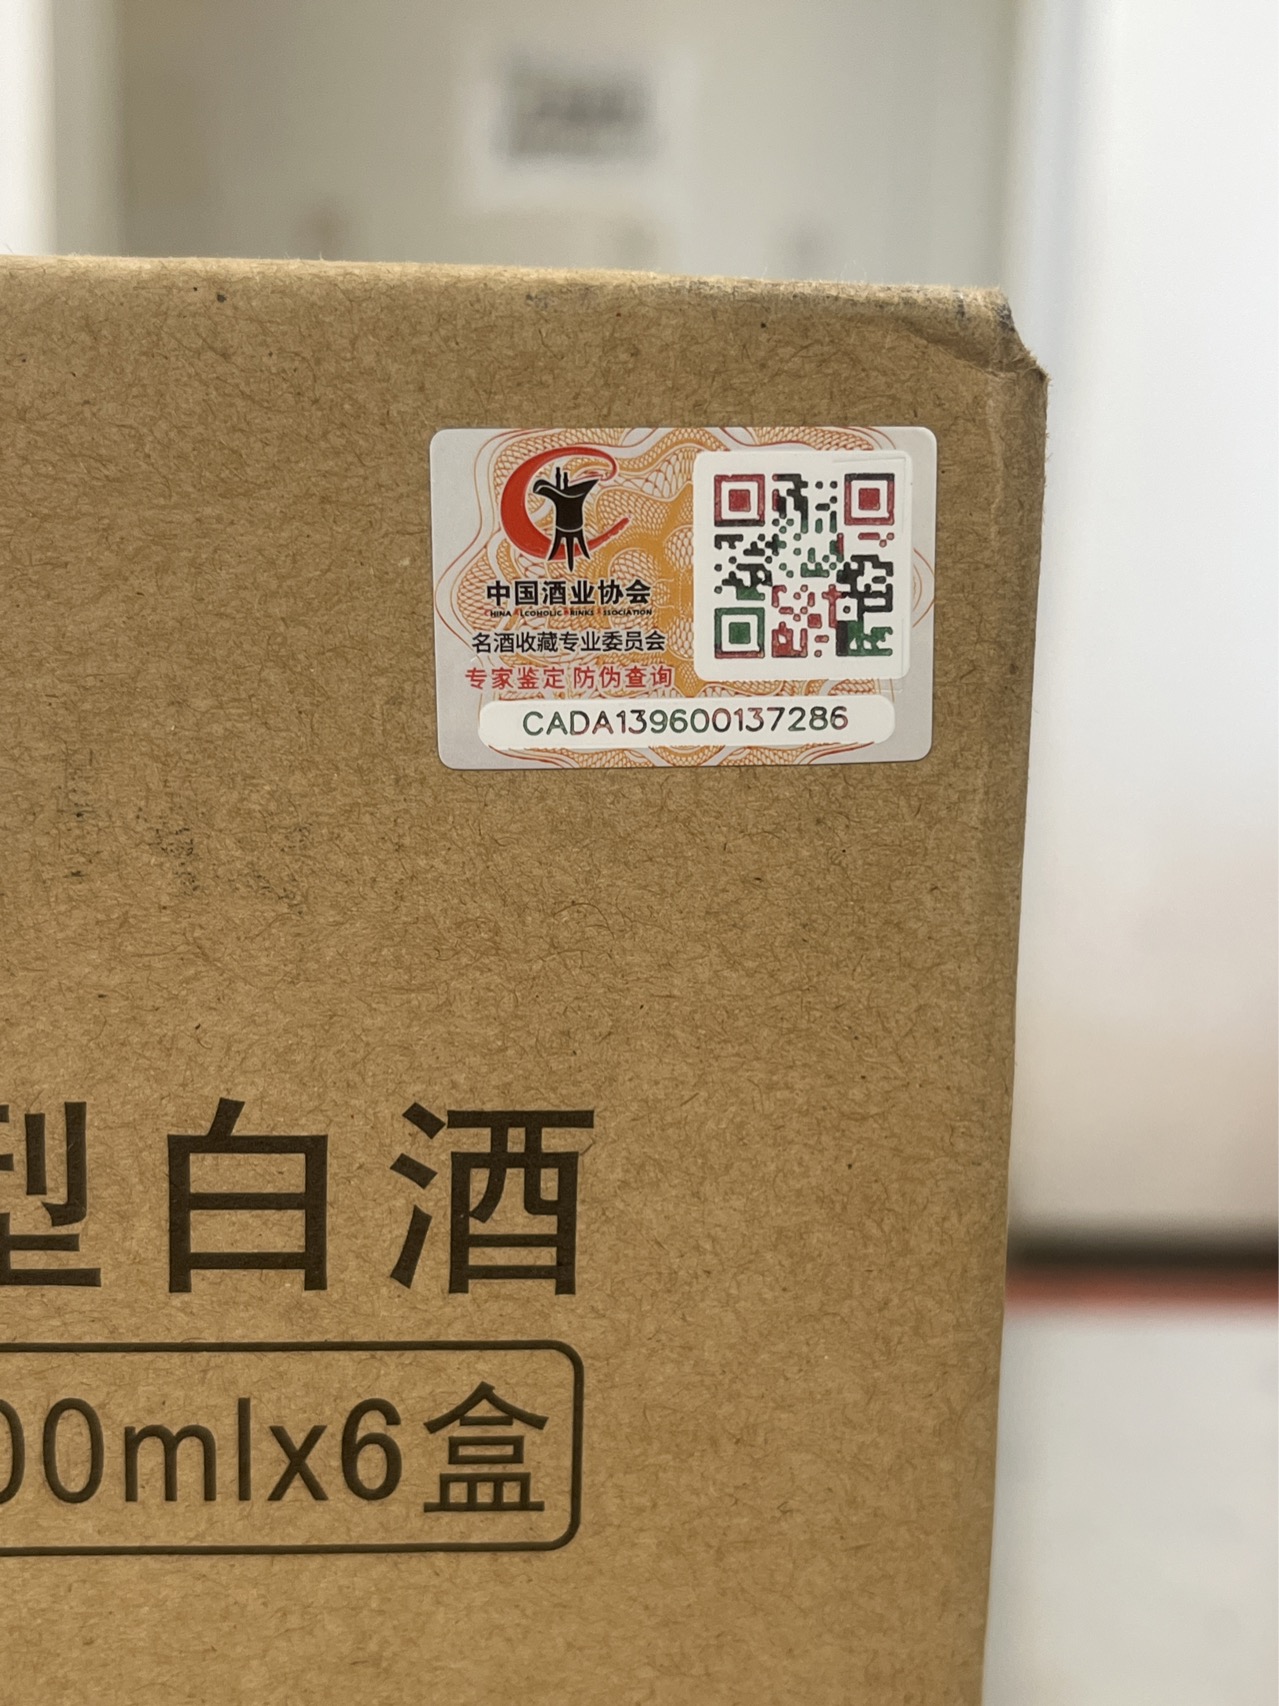 中国酒业协会
CHINA ALCOHOLIC DRINKS ASSOCIATION
名酒收藏专业委员会
专家鉴定 防伪查询
CADA139600137286
型白酒
00mlx6盒